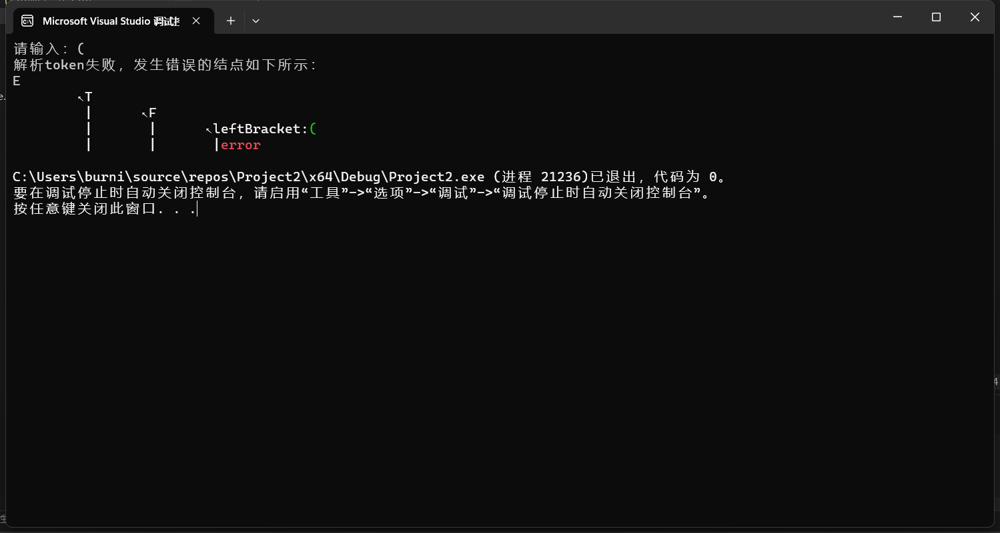 Microsoft Visual Studio 调试控
请输入: (
解析token失败, 发生错误的结点如下所示:
E
↖T
| ↖F
| | ↖leftBracket:(
| | |error
C:\Users\burni\source\repos\Project2\x64\Debug\Project2.exe (进程 21236)已退出，代码为 0。
要在调试停止时自动关闭控制台，请启用“工具”->“选项”->“调试”->“调试停止时自动关闭控制台”。
按任意键关闭此窗口. . .